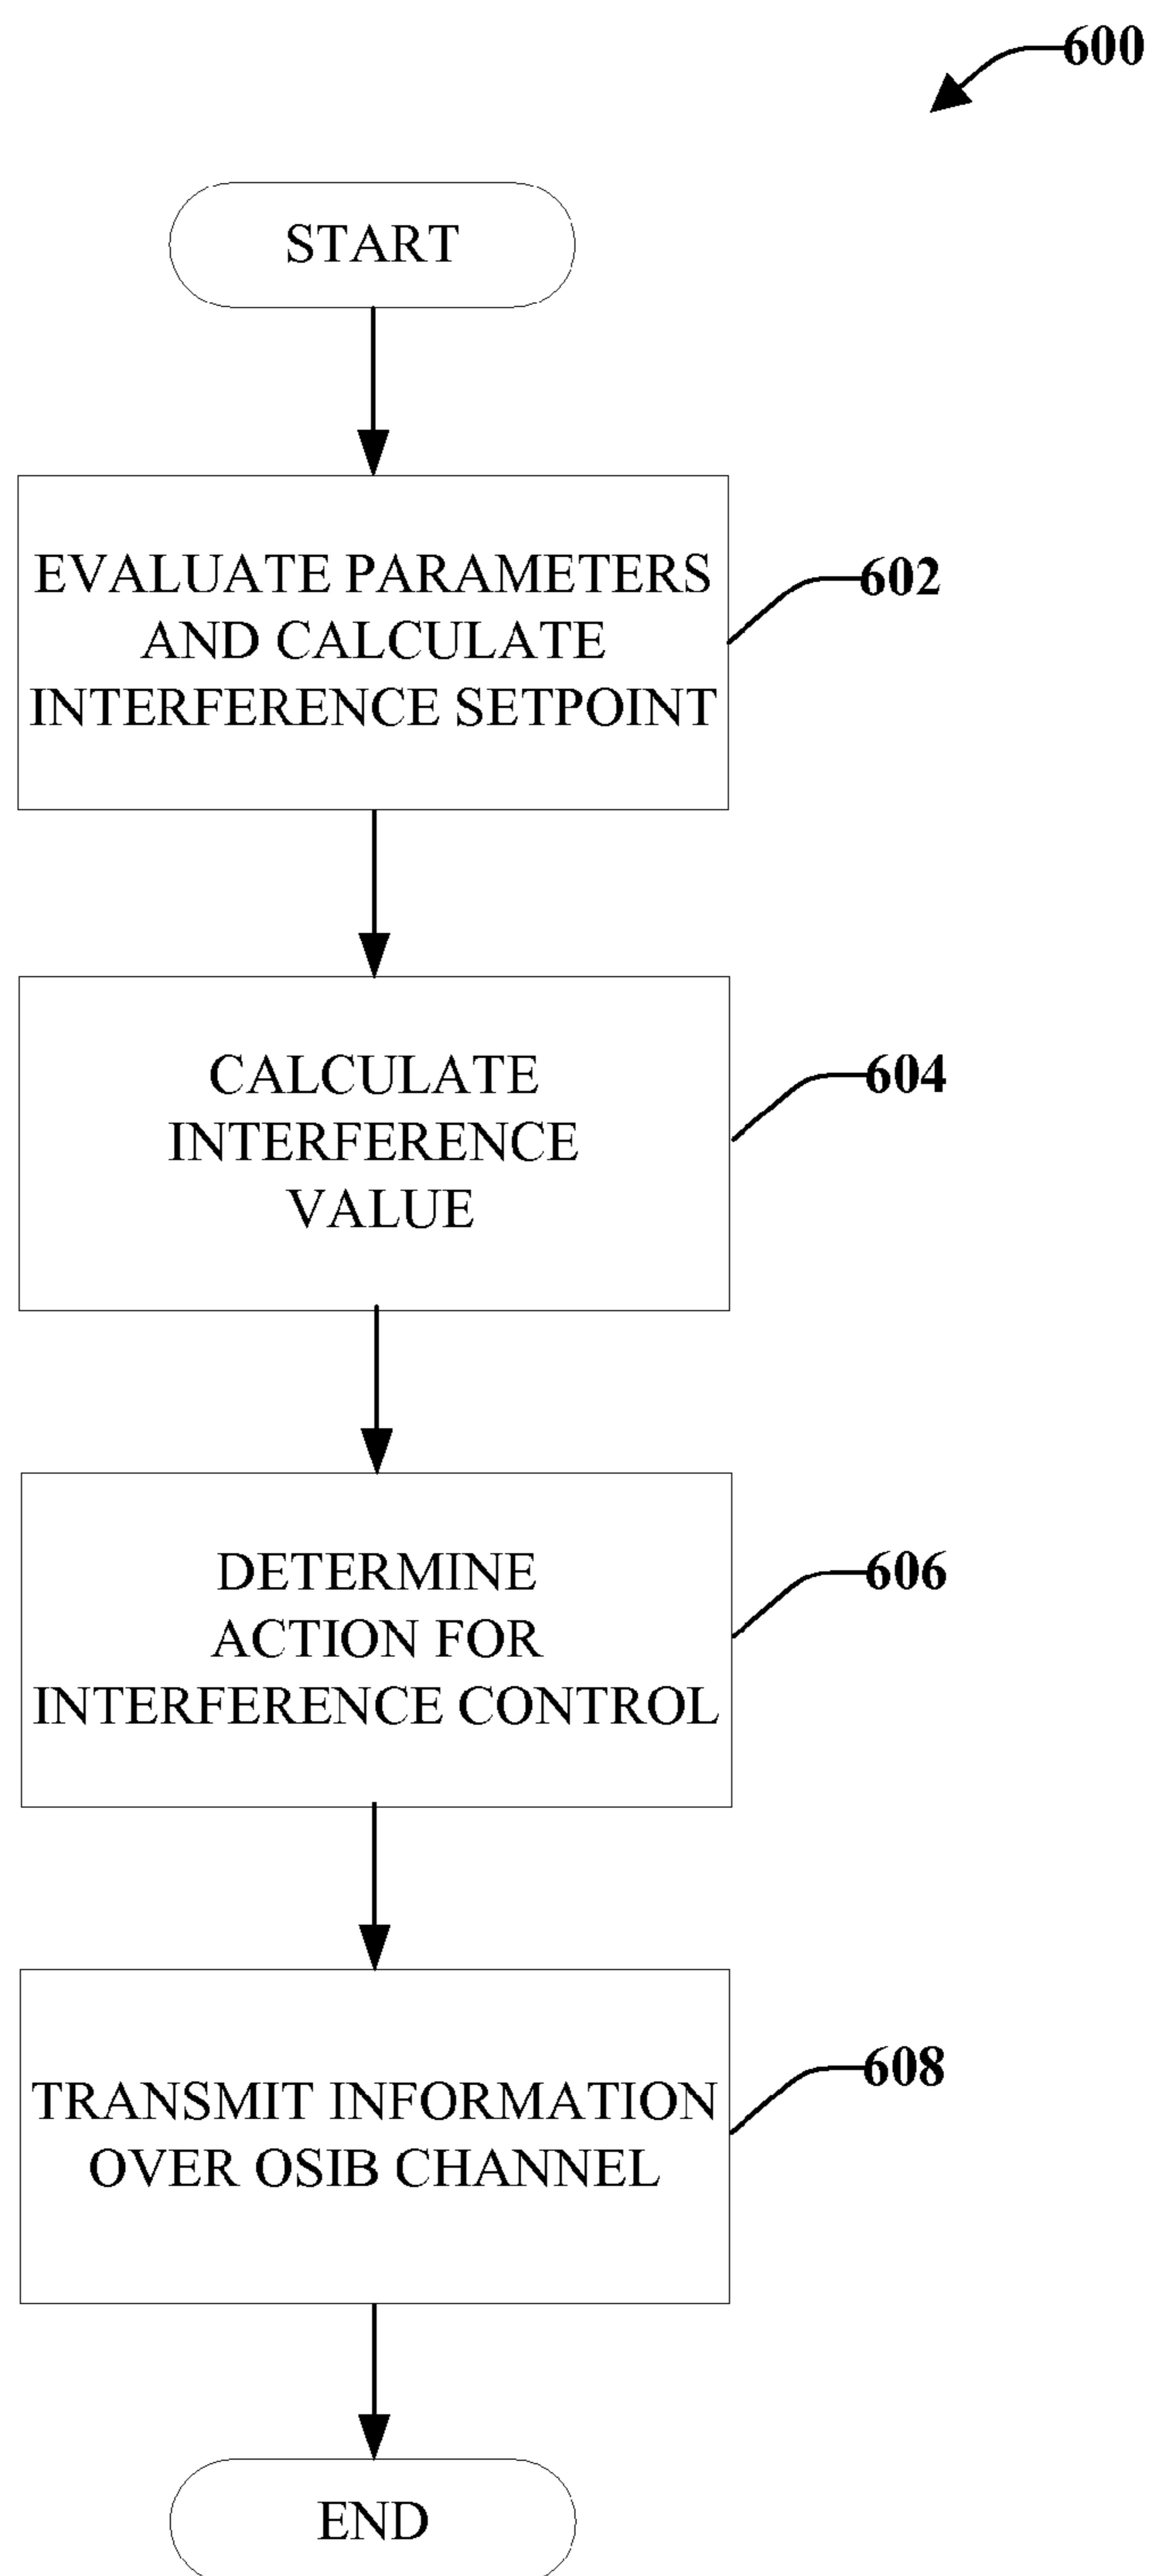 600
START
EVALUATE PARAMETERS
AND CALCULATE
INTERFERENCE SETPOINT
602
CALCULATE
INTERFERENCE
VALUE
604
DETERMINE
ACTION FOR
INTERFERENCE CONTROL
606
TRANSMIT INFORMATION
OVER OSIB CHANNEL
608
END